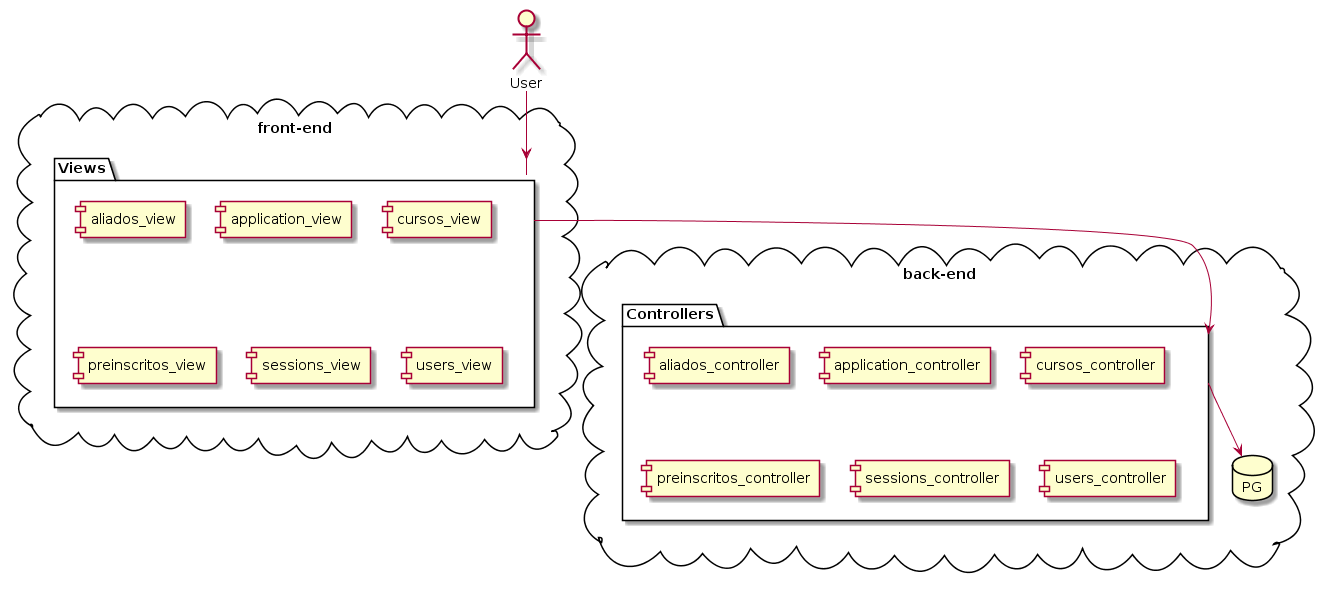 User
front-end
Views
aliados_view
application_view
cursos_view
preinscritos_view
sessions_view
users_view
back-end
Controllers
aliados_controller
application_controller
cursos_controller
preinscritos_controller
sessions_controller
users_controller
PG